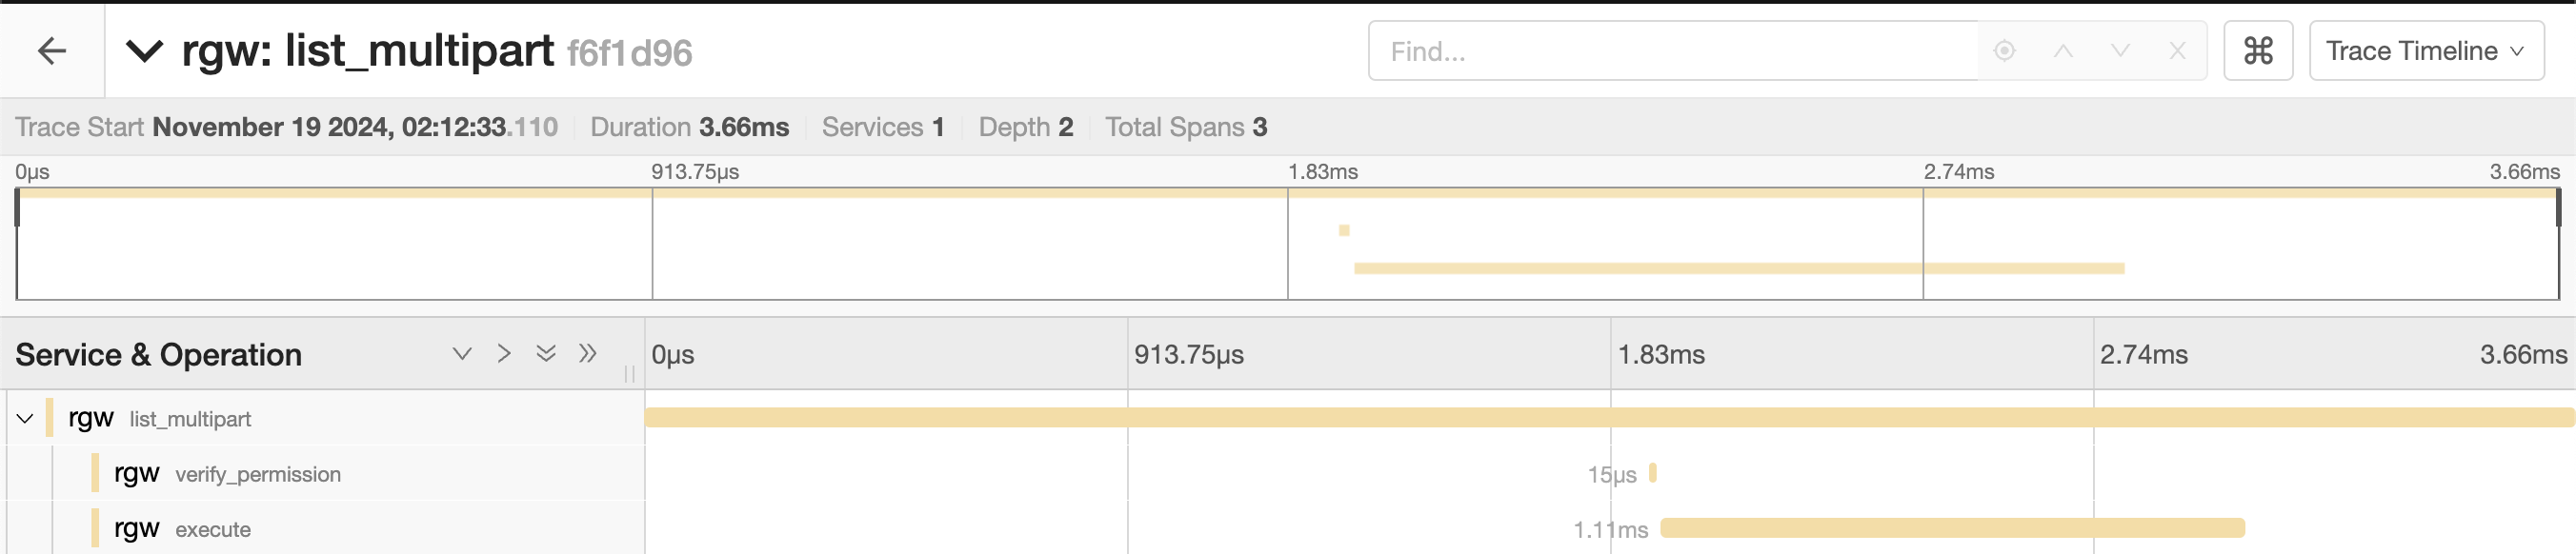 rgw: list_multipart f6f1d96 Find... ⌘ Trace Timeline
Trace Start November 19 2024, 02:12:33.110 Duration 3.66ms Services 1 Depth 2 Total Spans 3
0μs 913.75μs 1.83ms 2.74ms 3.66ms
Service & Operation 0μs 913.75μs 1.83ms 2.74ms 3.66ms
rgw list_multipart
rgw verify_permission 15μs
rgw execute 1.11ms